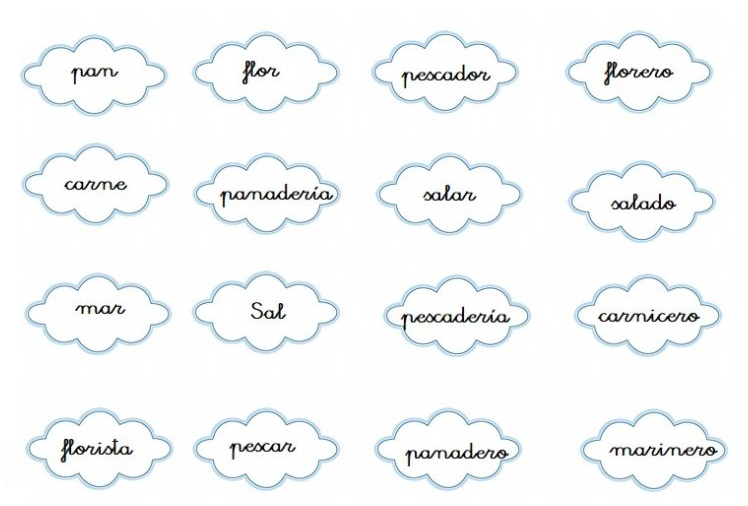 pan flor pescador florero
carne panadería salar salado
mar Sal pescadería carnicero
florista pescar panadero marinero